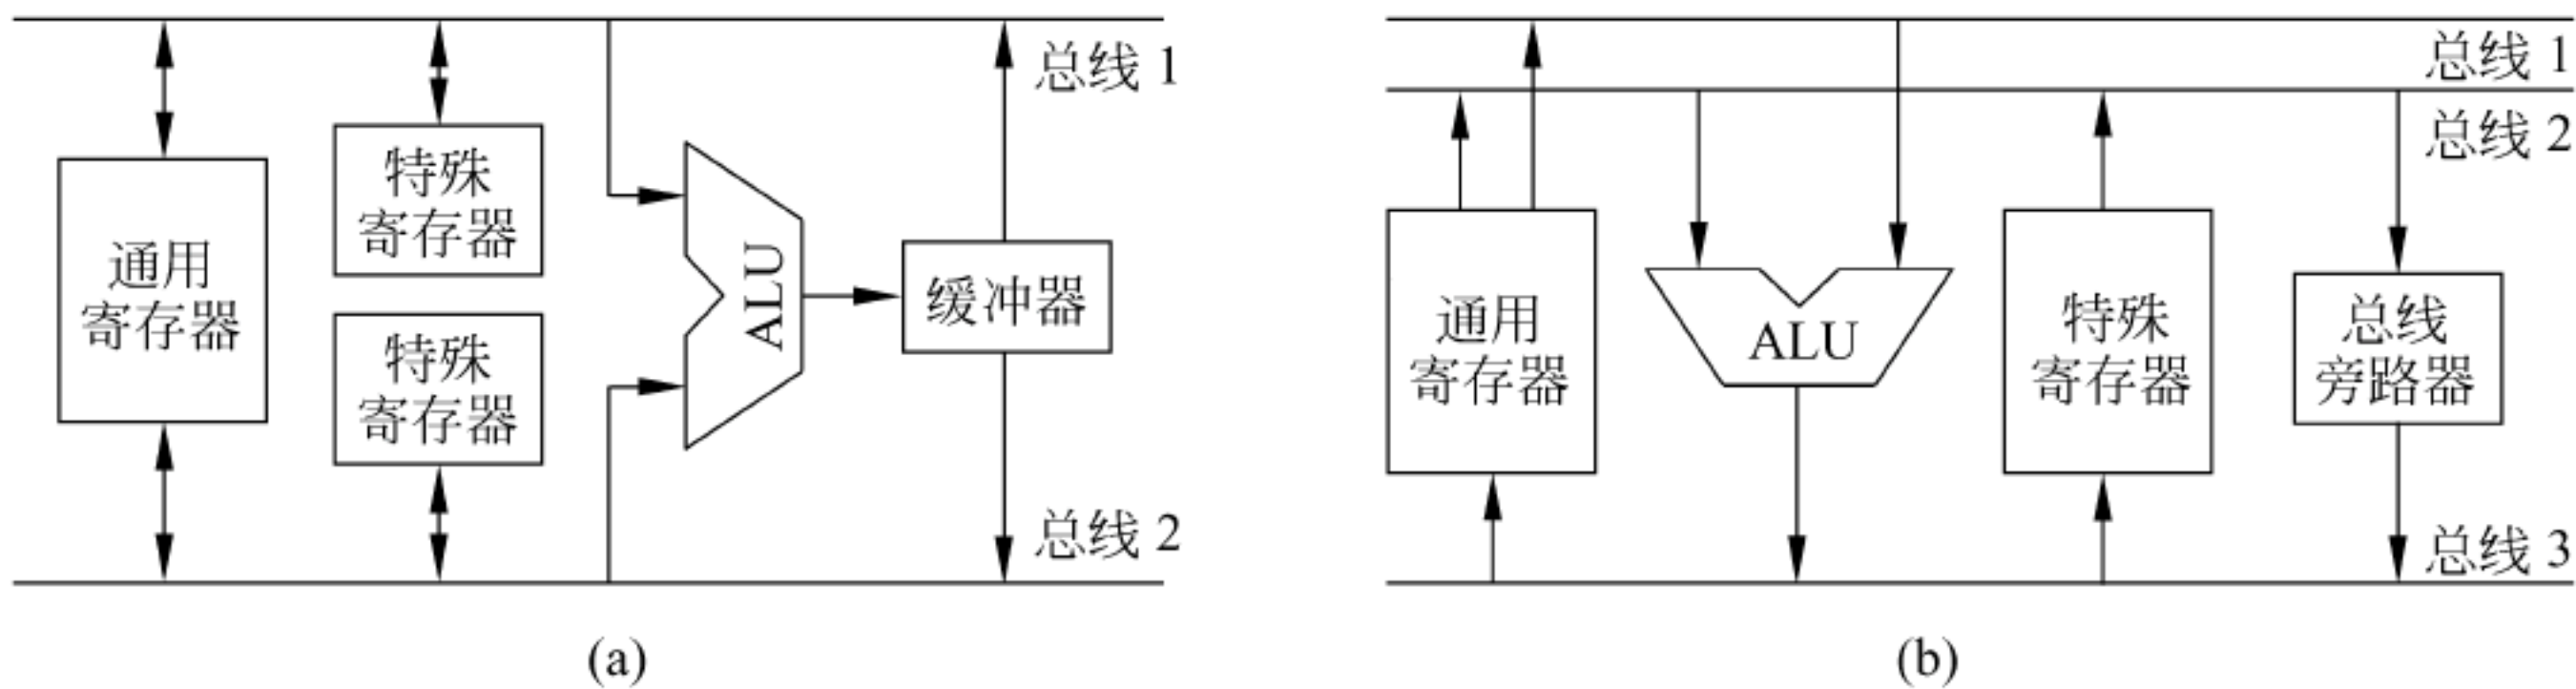 总线 1
特殊
寄存器
通用
寄存器
ALU
缓冲器
特殊
寄存器
总线 2
(a)
总线 1
总线 2
通用
寄存器
ALU
特殊
寄存器
总线
旁路器
总线 3
(b)